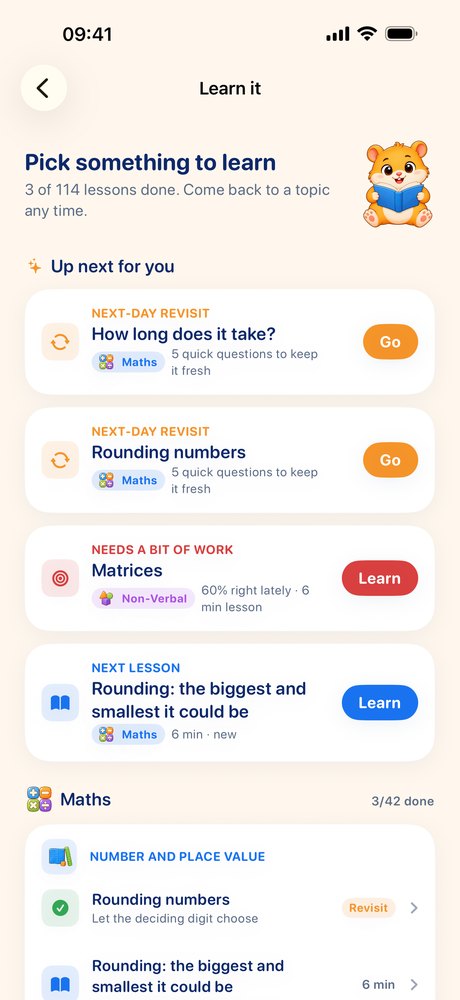 09:41
Learn it
Pick something to learn
3 of 114 lessons done. Come back to a topic
any time.
Up next for you
NEXT-DAY REVISIT
How long does it take?
Maths
5 quick questions to keep
it fresh
Go
NEXT-DAY REVISIT
Rounding numbers
Maths
5 quick questions to keep
it fresh
Go
NEEDS A BIT OF WORK
Matrices
Non-Verbal
60% right lately · 6
min lesson
Learn
NEXT LESSON
Rounding: the biggest and
smallest it could be
Maths
6 min · new
Learn
Maths
3/42 done
NUMBER AND PLACE VALUE
Rounding numbers
Let the deciding digit choose
Revisit
Rounding: the biggest and
smallest it could be
6 min